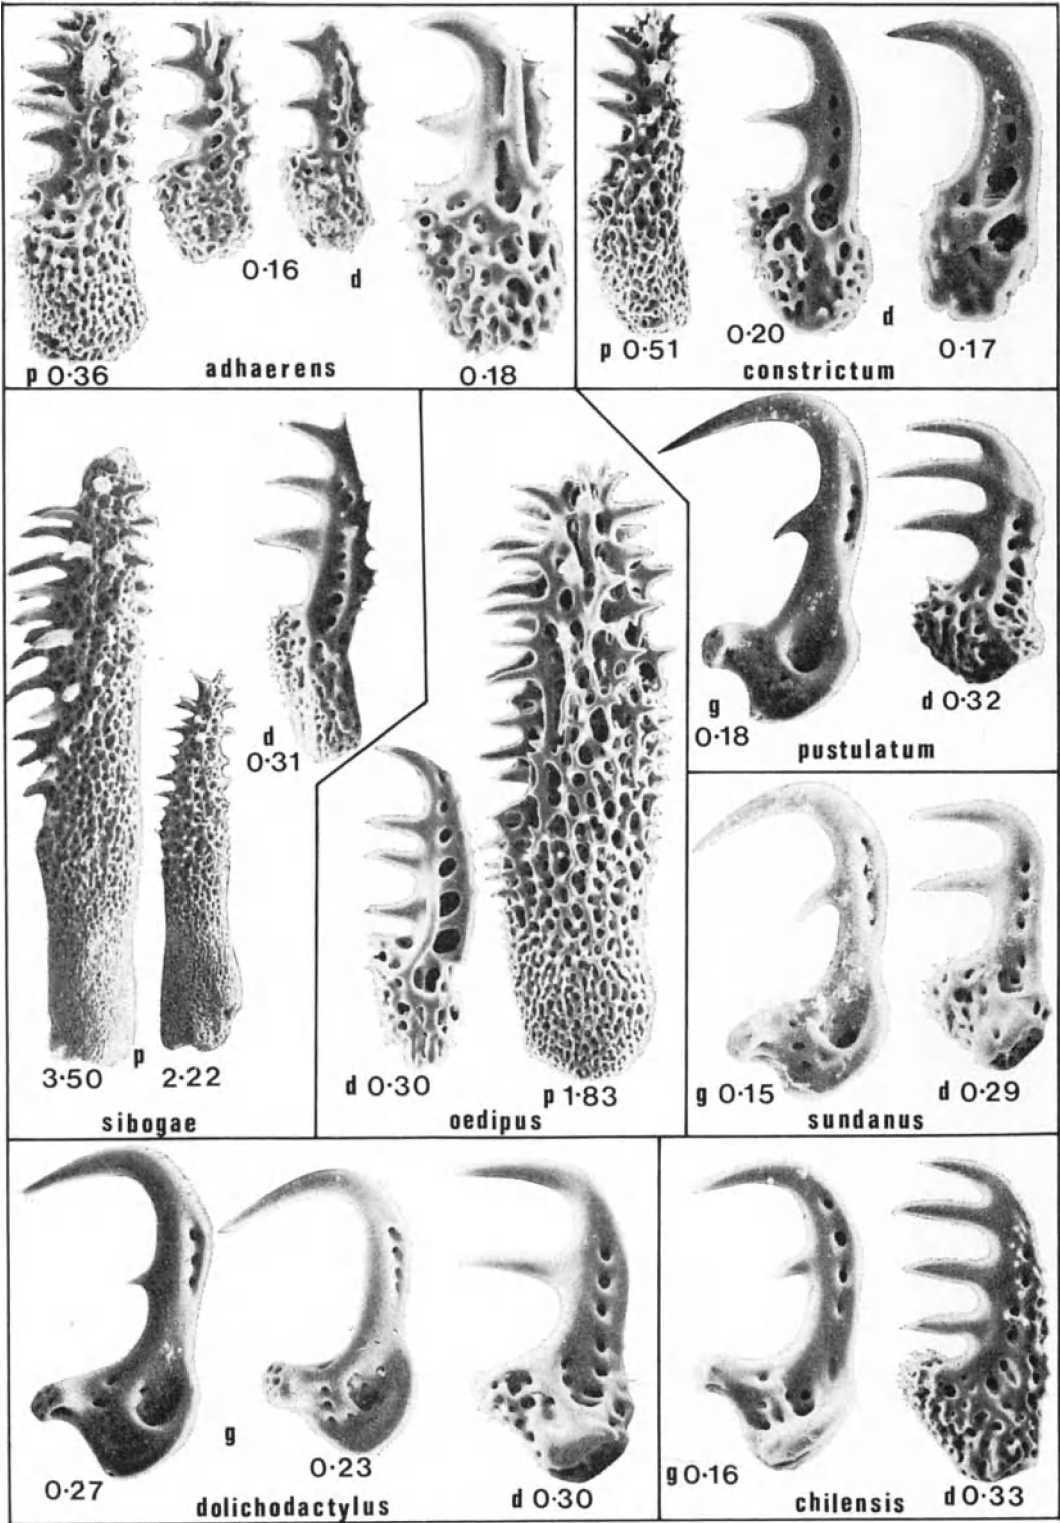 0·16
d
p 0·36
adhaerens
0·18
p 0·51
0·20
d
0·17
constrictum
d
0·31
p
3·50
2·22
sibogae
d 0·30
p 1·83
oedipus
g
0·18
d 0·32
pustulatum
g 0·15
d 0·29
sundanus
g
0·27
0·23
d 0·30
dolichodactylus
g 0·16
d 0·33
chilensis